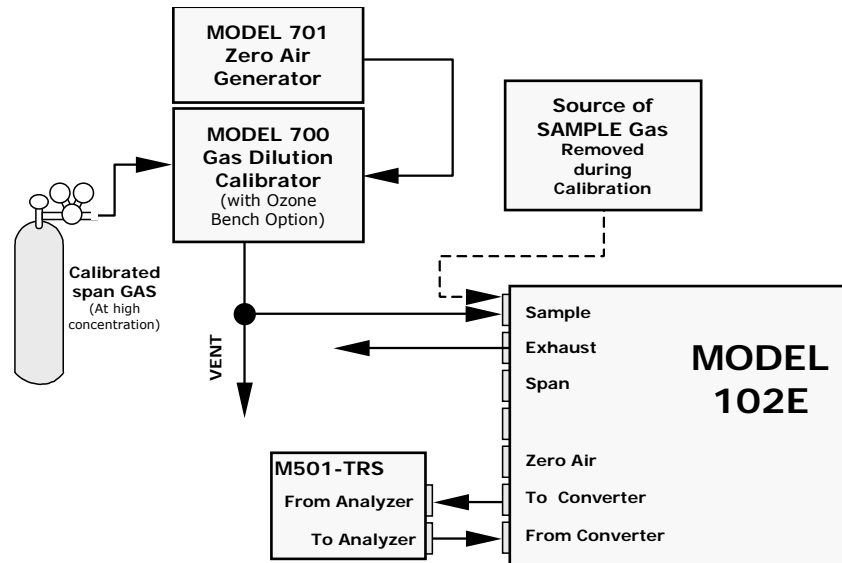 MODEL 701
Zero Air
Generator
MODEL 700
Gas Dilution
Calibrator
(with Ozone
Bench Option)
Source of
SAMPLE Gas
Removed
during
Calibration
Calibrated
span GAS
(At high
concentration)
VENT
Sample
Exhaust
Span
Zero Air
To Converter
From Converter
MODEL
102E
M501-TRS
From Analyzer
To Analyzer